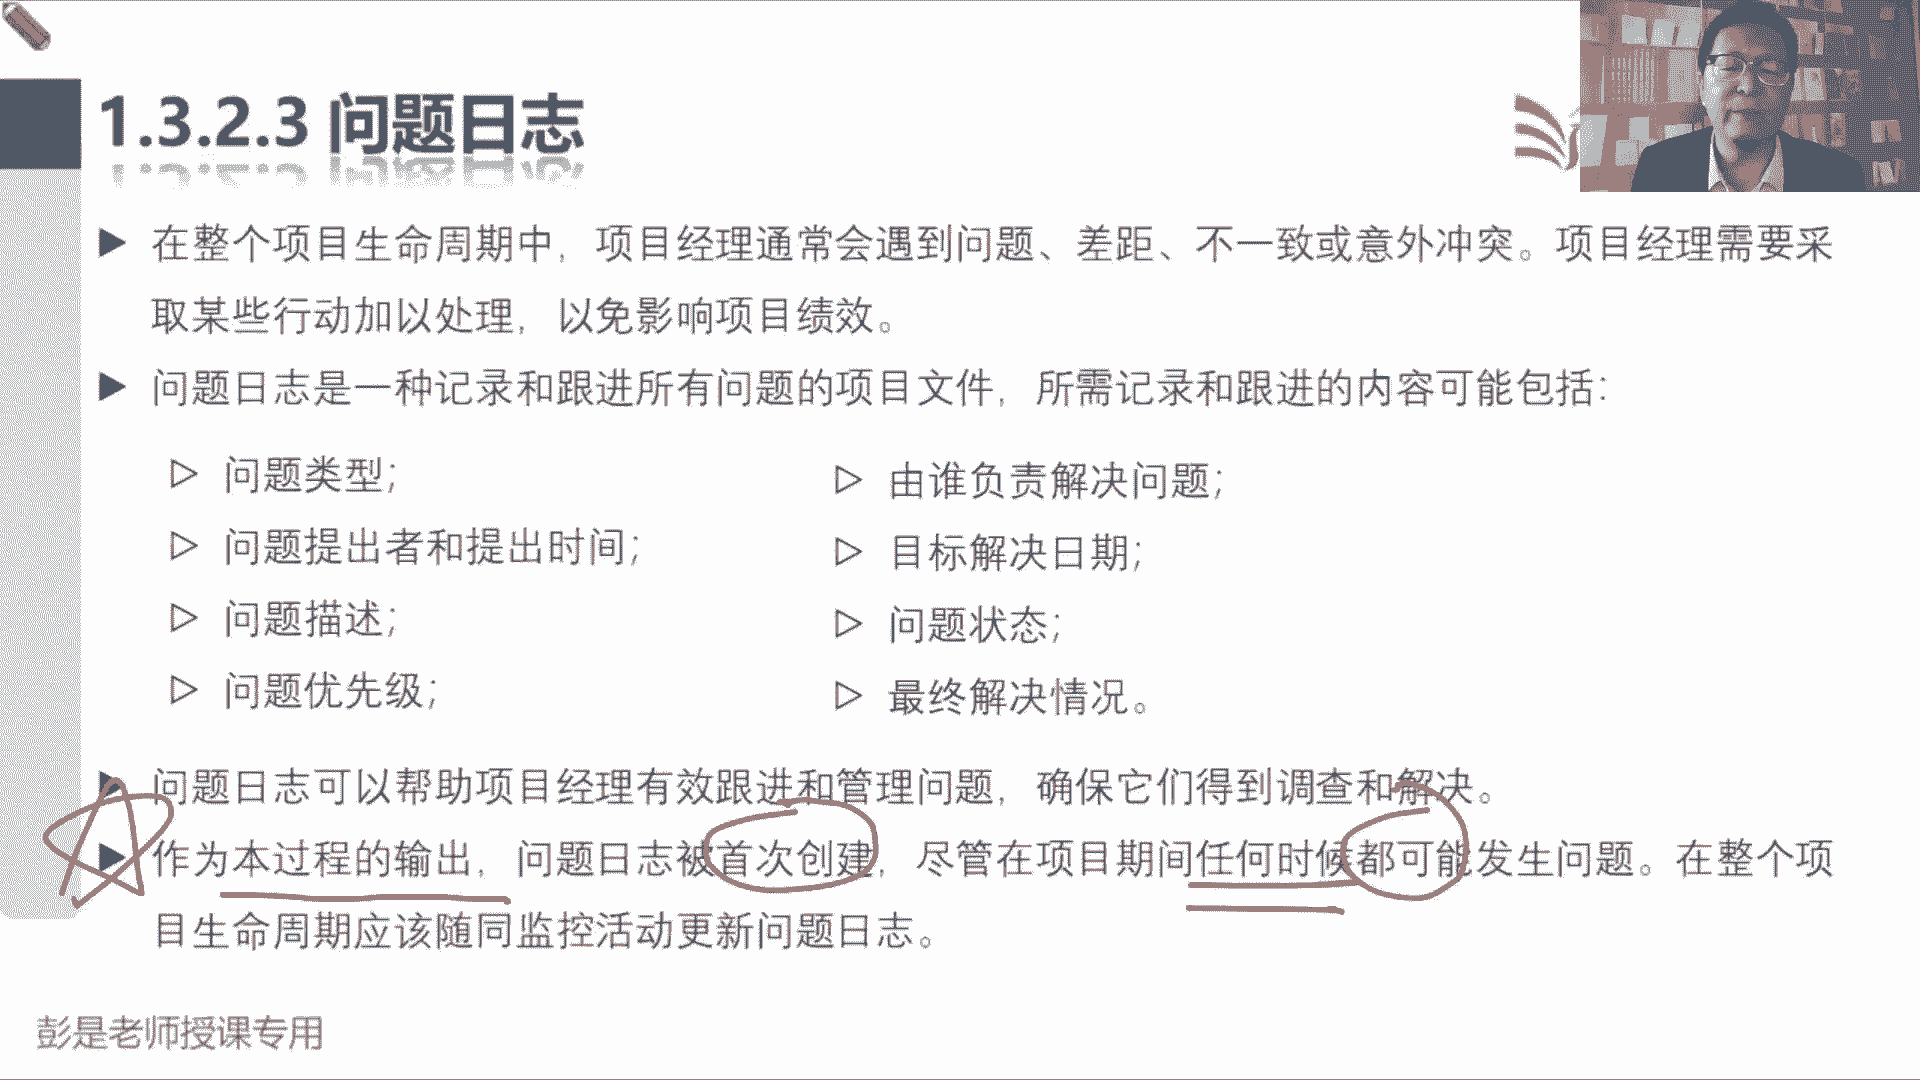 1.3.2.3 问题日志
在整个项目生命周期中，项目经理通常会遇到问题、差距、不一致或意外冲突。项目经理需要采
取某些行动加以处理，以免影响项目绩效。
问题日志是一种记录和跟进所有问题的项目文件，所需记录和跟进的内容可能包括：
问题类型；
问题提出者和提出时间；
问题描述；
问题优先级；
由谁负责解决问题；
目标解决日期；
问题状态；
最终解决情况。
问题日志可以帮助项目经理有效跟进和管理问题，确保它们得到调查和解决。
作为本过程的输出，问题日志被首次创建，尽管在项目期间任何时候都可能发生问题。在整个项
目生命周期应该随同监控活动更新问题日志。
彭是老师授课专用